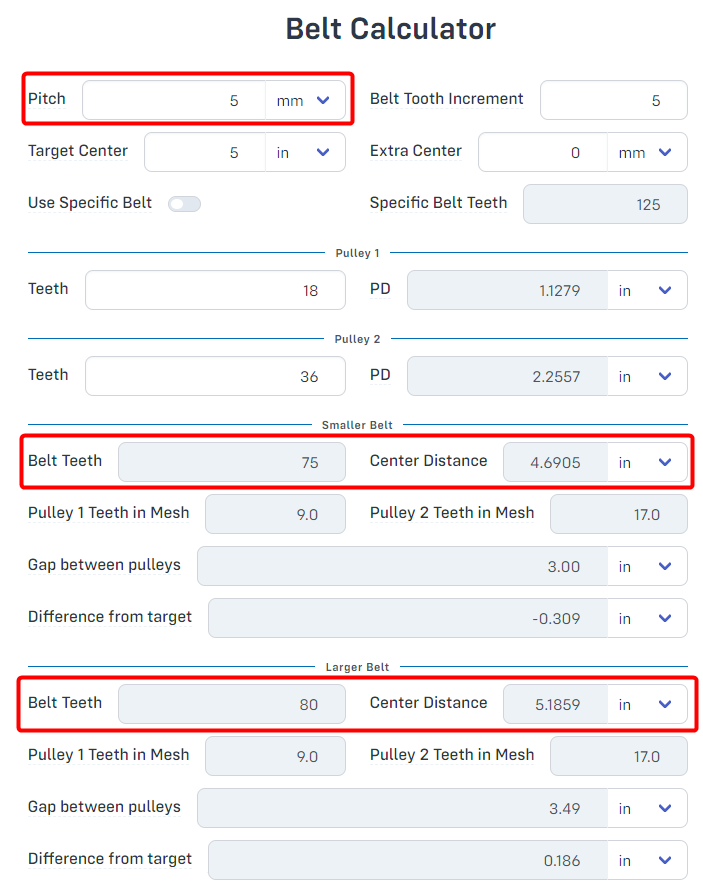 Belt Calculator
Pitch 5 mm Belt Tooth Increment 5
Target Center 5 in Extra Center 0 mm
Use Specific Belt Specific Belt Teeth 125
Pulley 1
Teeth 18 PD 1.1279 in
Pulley 2
Teeth 36 PD 2.2557 in
Smaller Belt
Belt Teeth 75 Center Distance 4.6905 in
Pulley 1 Teeth in Mesh 9.0 Pulley 2 Teeth in Mesh 17.0
Gap between pulleys 3.00 in
Difference from target -0.309 in
Larger Belt
Belt Teeth 80 Center Distance 5.1859 in
Pulley 1 Teeth in Mesh 9.0 Pulley 2 Teeth in Mesh 17.0
Gap between pulleys 3.49 in
Difference from target 0.186 in